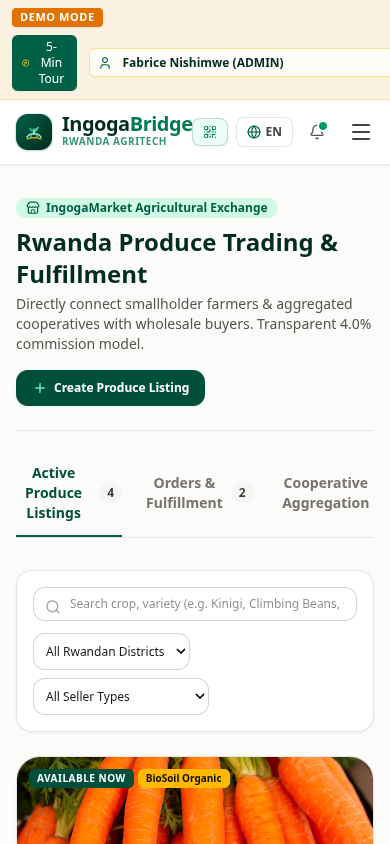 DEMO MODE
5-
Min
Tour
Fabrice Nishimwe (ADMIN)
IngogaBridge
RWANDA AGRITECH
EN
IngogaMarket Agricultural Exchange
Rwanda Produce Trading &
Fulfillment
Directly connect smallholder farmers & aggregated
cooperatives with wholesale buyers. Transparent 4.0%
commission model.
Create Produce Listing
Active
Produce
Listings
4
Orders &
Fulfillment
2
Cooperative
Aggregation
Search crop, variety (e.g. Kinigi, Climbing Beans,
All Rwandan Districts
All Seller Types
AVAILABLE NOW
BioSoil Organic